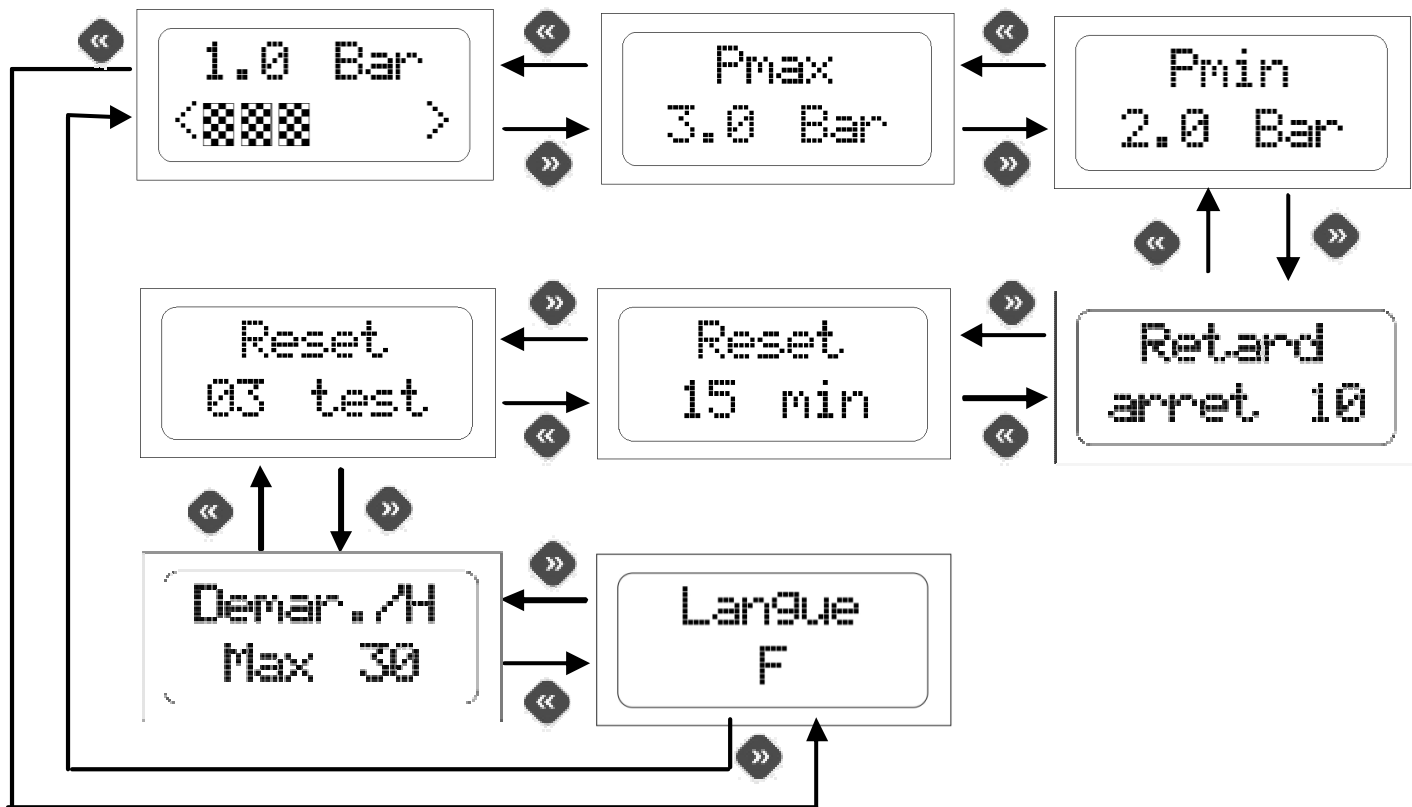 «
1.0 Bar
< >
»
«
Pmax
3.0 Bar
»
«
Pmin
2.0 Bar
«
»
Retard
arret 10
»
«
Reset
15 min
»
«
Reset
03 test
«
»
Demar./H
Max 30
»
«
Langue
F
»